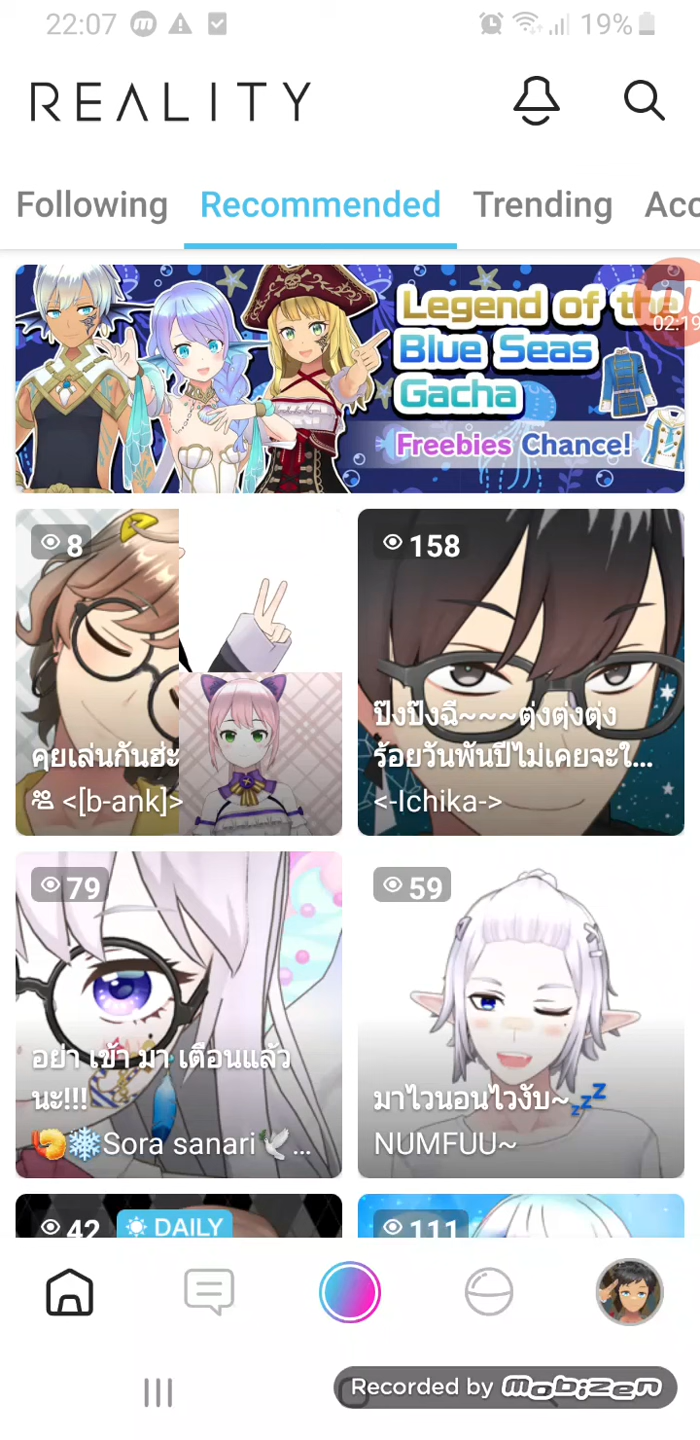 22:07
19%
REALITY
Following Recommended Trending Acc
Legend of the
Blue Seas
Gacha
Freebies Chance!
02:19
8
คุยเล่นกันฮ่ะ
<[b-ank]>
158
ปิ๊งปิ๊งฉึ~~~ตุ่งตุ่งตุ่ง
ร้อยวันพันปีไม่เคยจะใ...
<-Ichika->
79
อย่า เข้า มา เตือนแล้ว
นะ!!!
🍤❄️Sora sanari🕊️...
59
มาไวนอนไวงับ~💤
NUMFUU~
42 DAILY
111
Recorded by mobizen